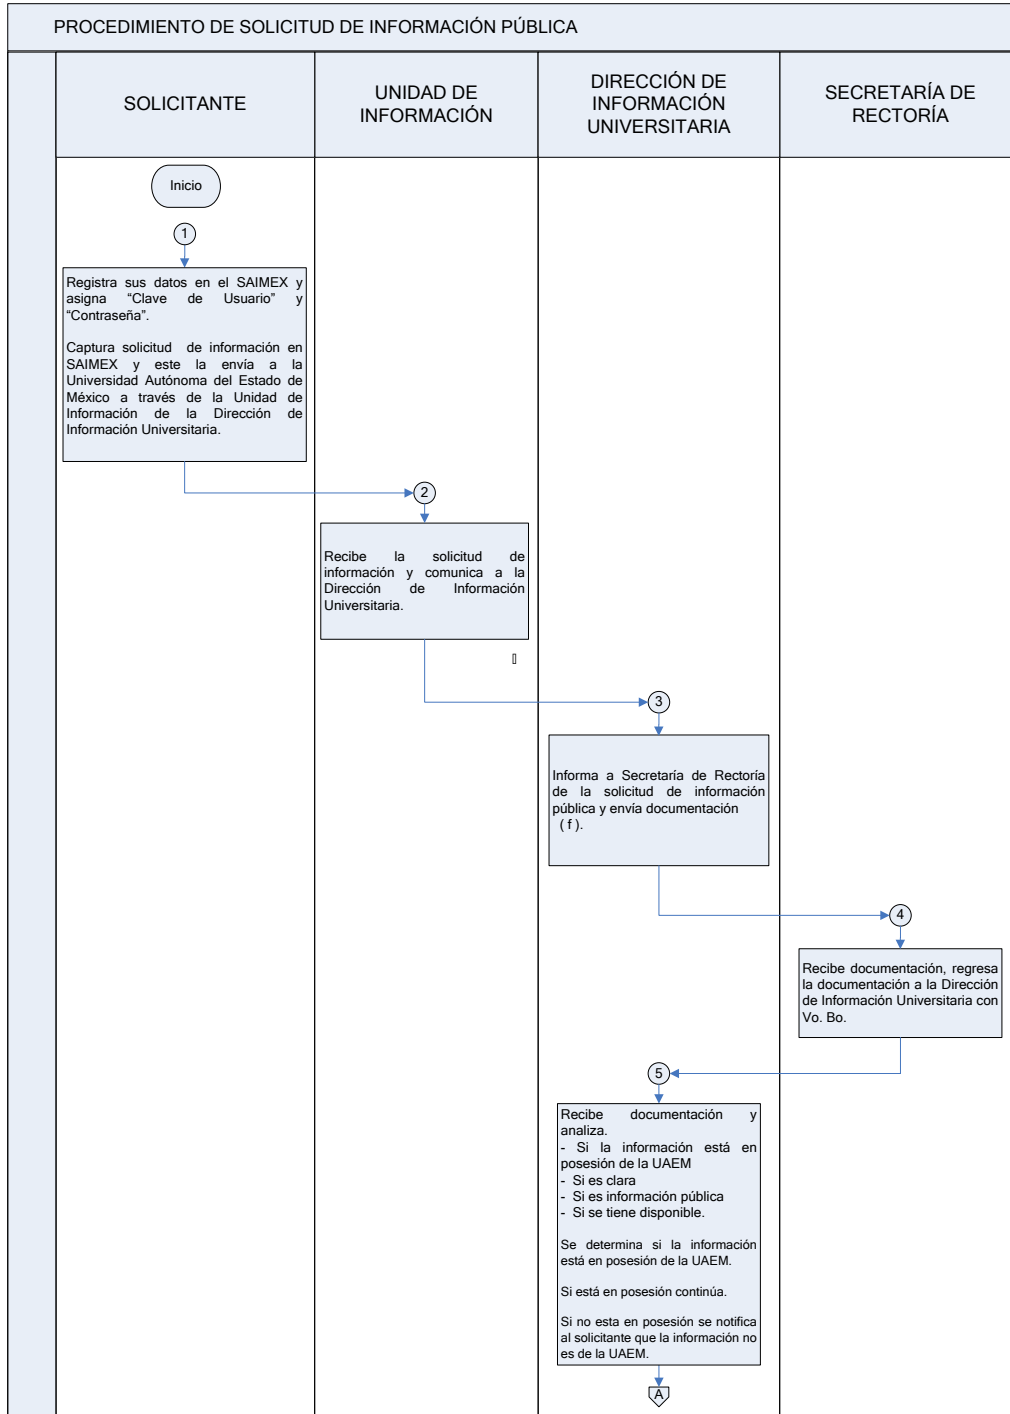 PROCEDIMIENTO DE SOLICITUD DE INFORMACIÓN PÚBLICA
SOLICITANTE
UNIDAD DE
INFORMACIÓN
DIRECCIÓN DE
INFORMACIÓN
UNIVERSITARIA
SECRETARÍA DE
RECTORÍA
Inicio
1
Registra sus datos en el SAIMEX y
asigna “Clave de Usuario” y
“Contraseña”.
Captura solicitud de información en
SAIMEX y este la envía a la
Universidad Autónoma del Estado de
México a través de la Unidad de
Información de la Dirección de
Información Universitaria.
2
Recibe la solicitud de
información y comunica a la
Dirección de Información
Universitaria.
3
Informa a Secretaría de Rectoría
de la solicitud de información
pública y envía documentación
( f ).
4
Recibe documentación, regresa
la documentación a la Dirección
de Información Universitaria con
Vo. Bo.
5
Recibe documentación y
analiza.
- Si la información está en
posesión de la UAEM
- Si es clara
- Si es información pública
- Si se tiene disponible.
Se determina si la información
está en posesión de la UAEM.
Si está en posesión continúa.
Si no esta en posesión se notifica
al solicitante que la información no
es de la UAEM.
A